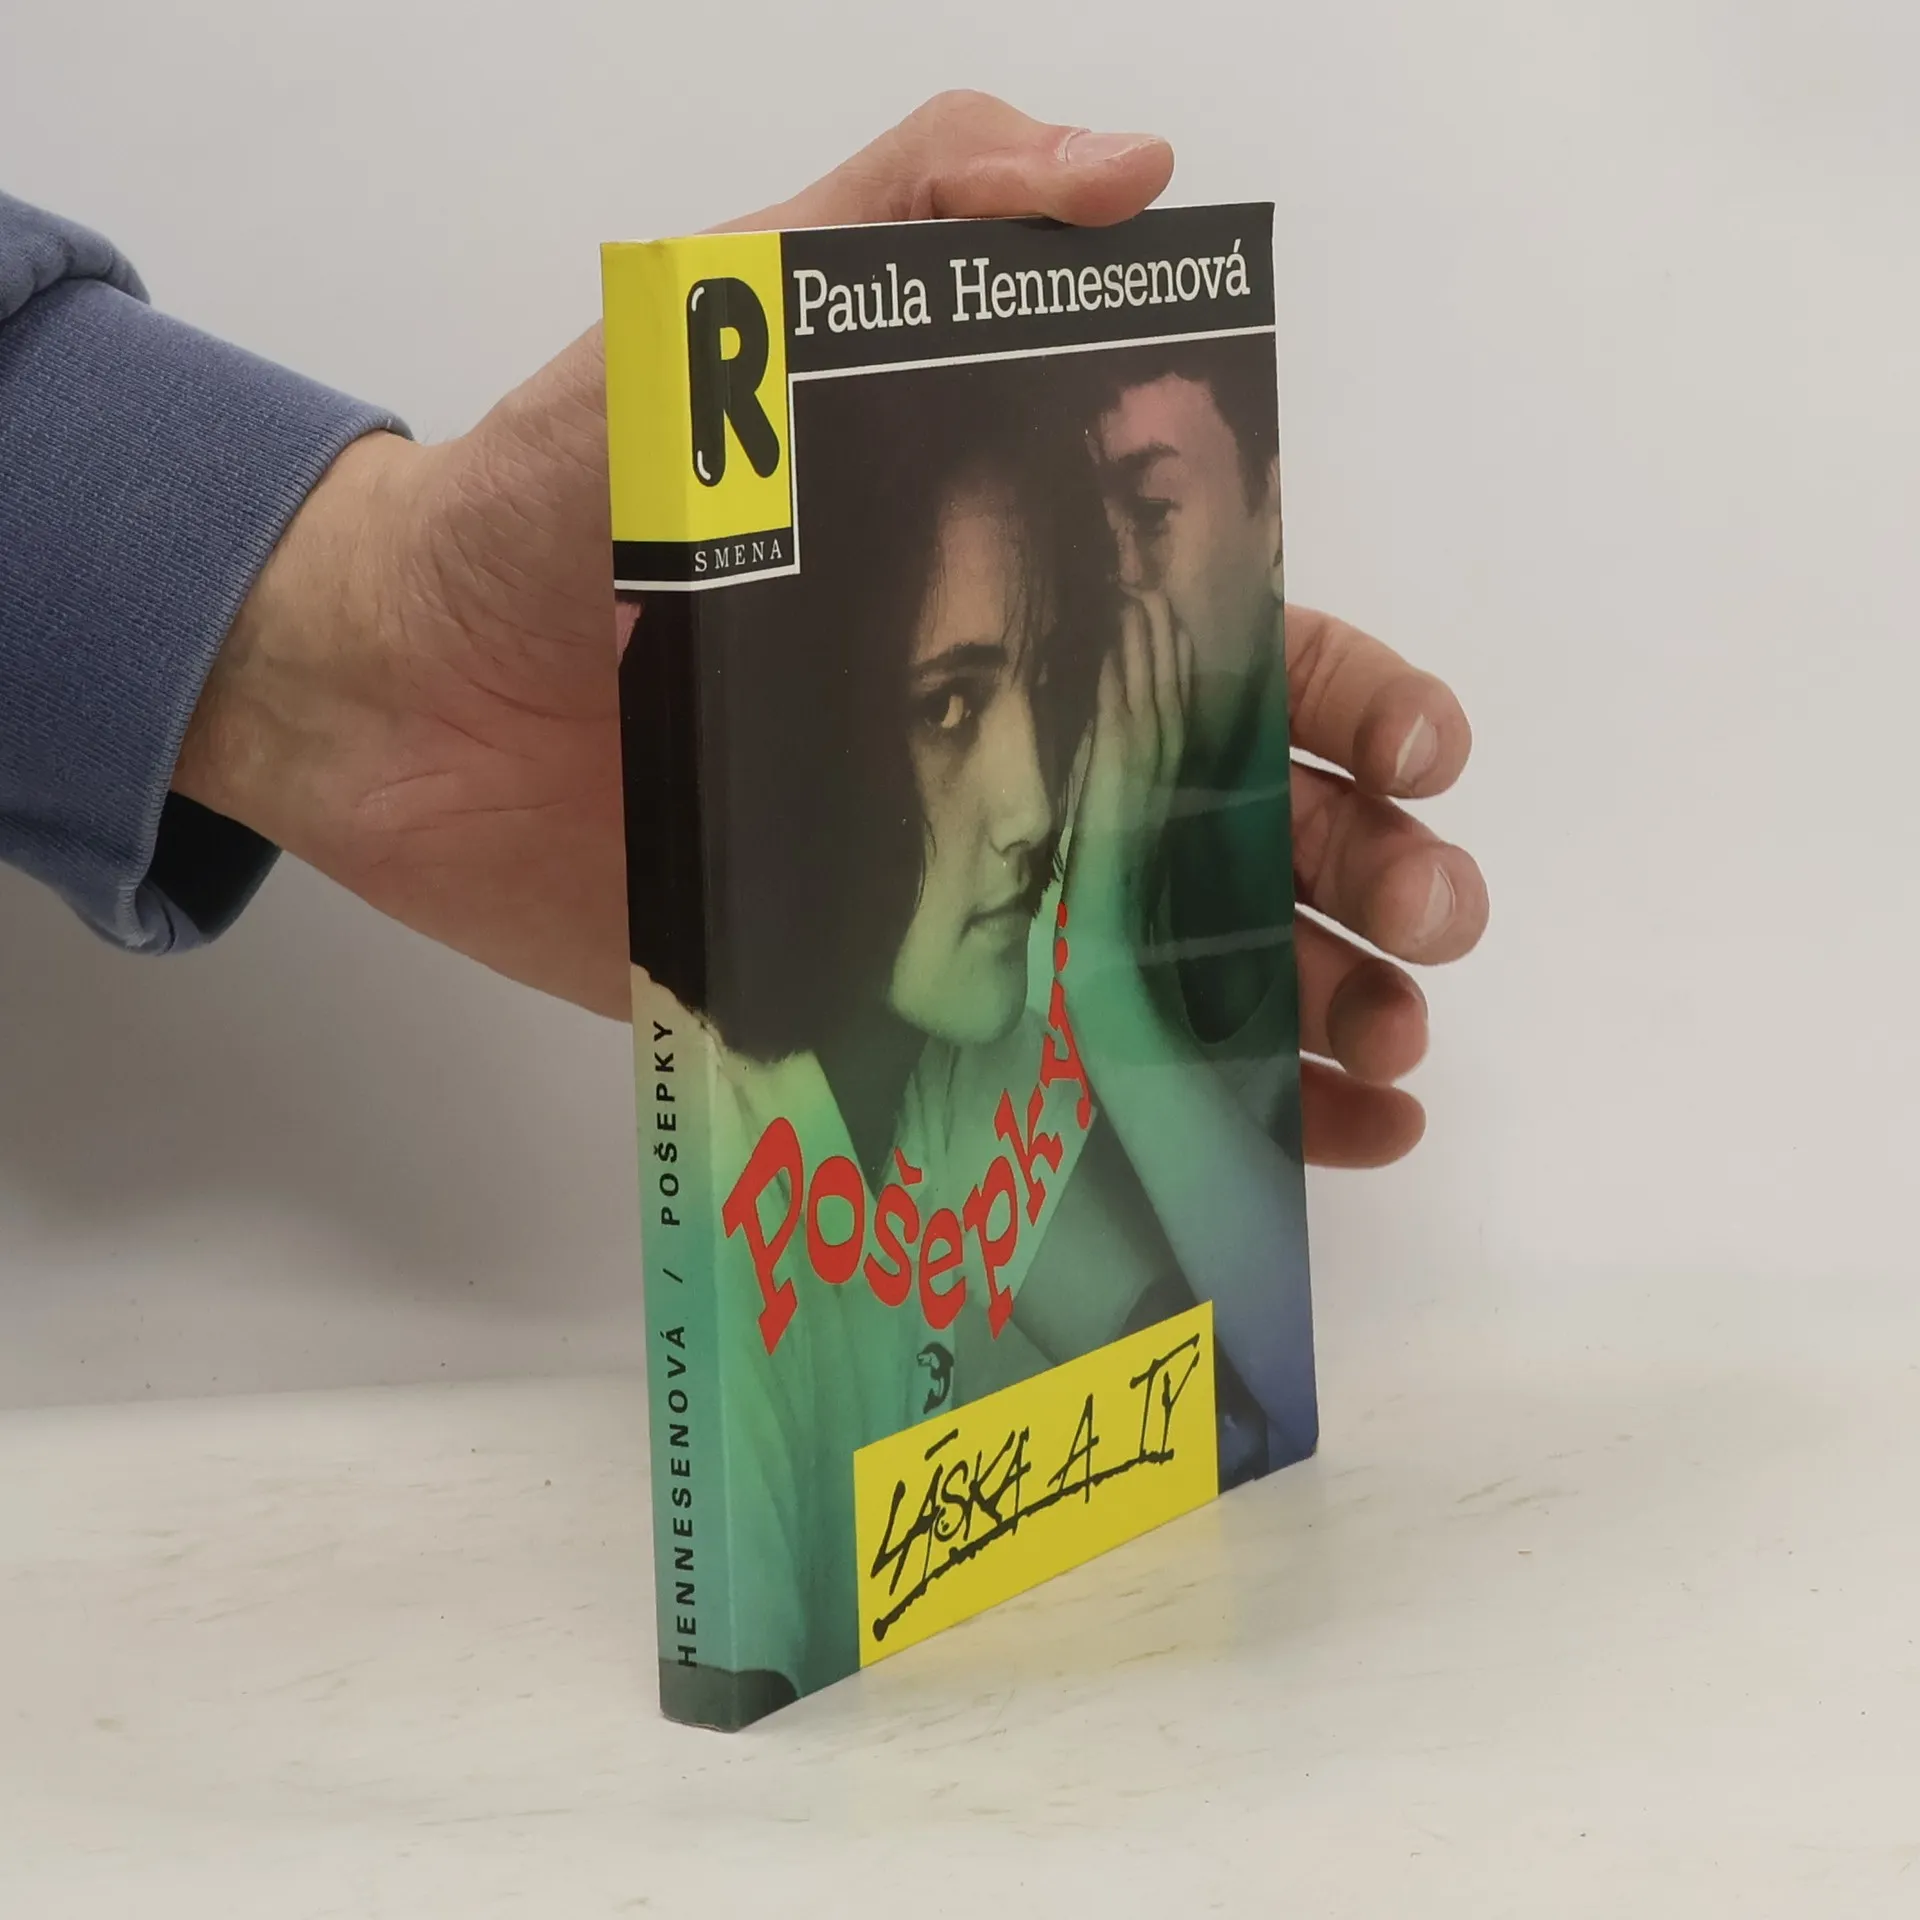 R
SMENA
Paula Hennesenová
Pošepky...
LÁSKA A TY
HENNESENOVÁ / POŠEPKY